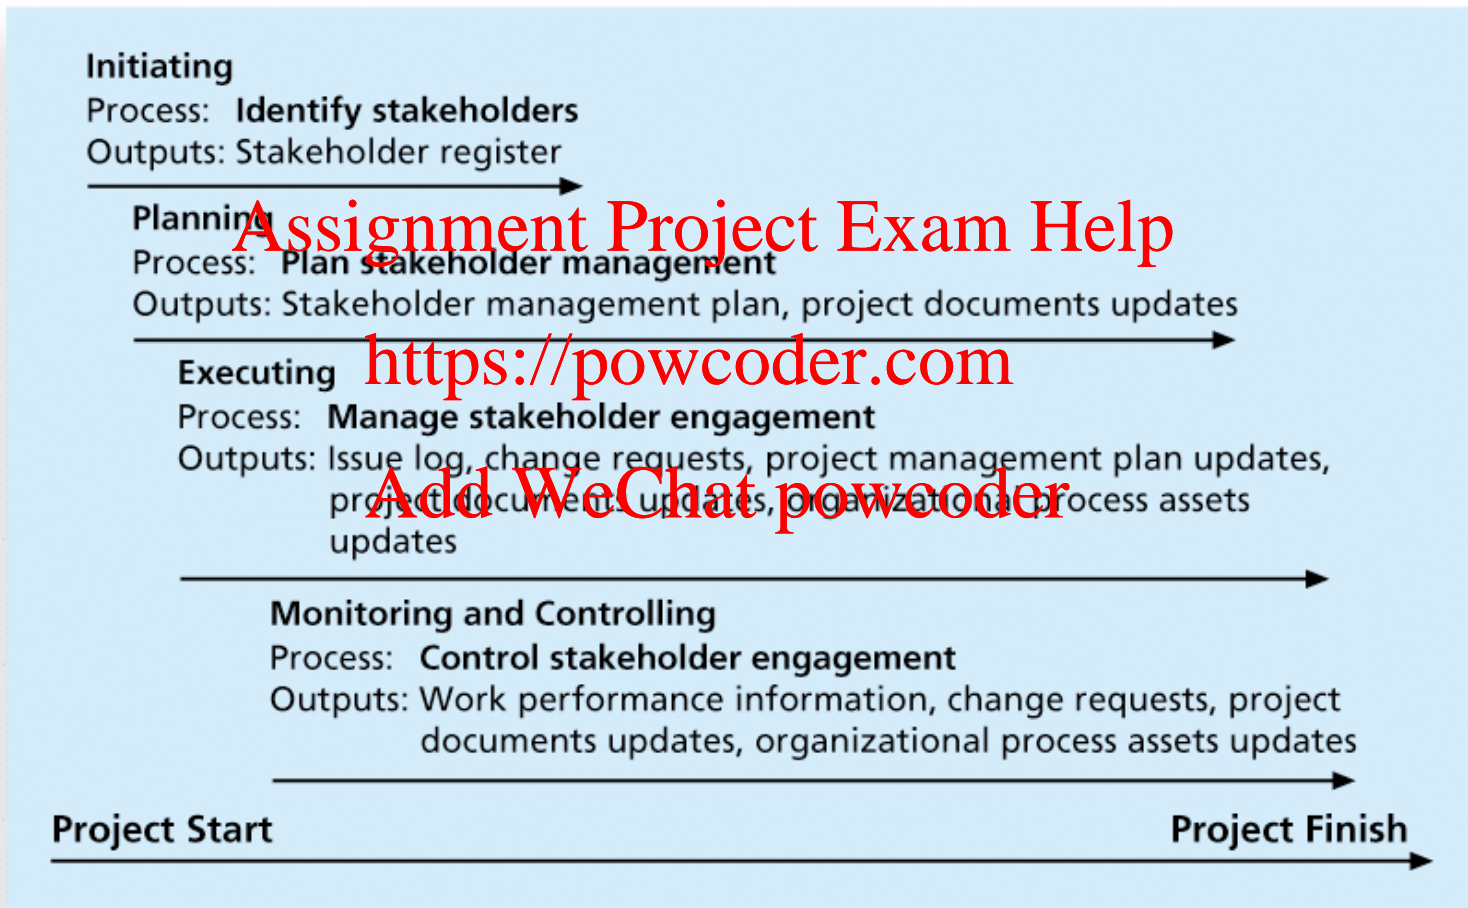 Initiating
Process: Identify stakeholders
Outputs: Stakeholder register
Planning
Assignment Project Exam Help
Process: Plan stakeholder management
Outputs: Stakeholder management plan, project documents updates
https://powcoder.com
Executing
Process: Manage stakeholder engagement
Outputs: Issue log, change requests, project management plan updates,
project documents updates, organizational process assets
Add WeChat powcoder
updates
Monitoring and Controlling
Process: Control stakeholder engagement
Outputs: Work performance information, change requests, project
documents updates, organizational process assets updates
Project Start
Project Finish